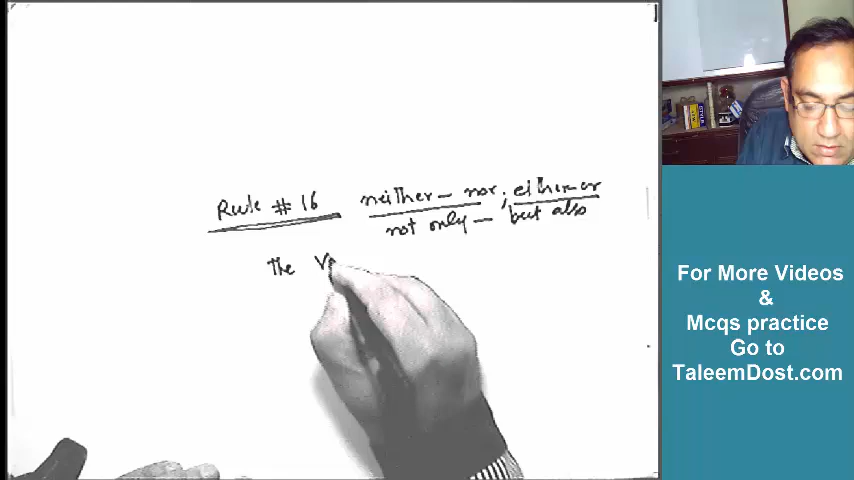 Rule # 16 neither – nor ; either – or
not only – but also
The
For More Videos
&
Mcqs practice
Go to
TaleemDost.com